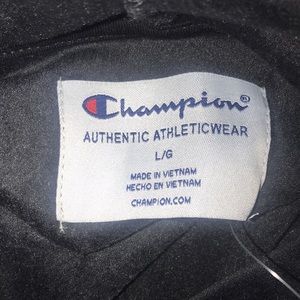 Champion®
AUTHENTIC ATHLETICWEAR
L/G
MADE IN VIETNAM
HECHO EN VIETNAM
CHAMPION.COM